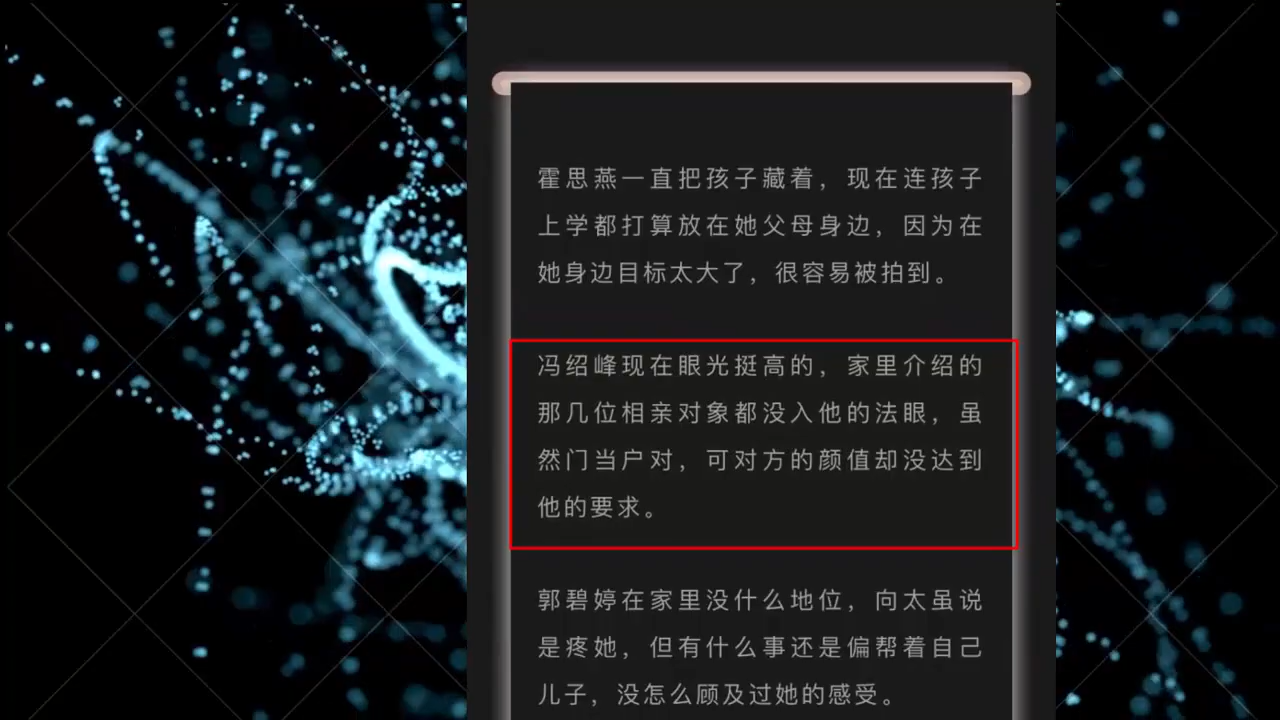 霍思燕一直把孩子藏着，现在连孩子
上学都打算放在她父母身边，因为在
她身边目标太大了，很容易被拍到。
冯绍峰现在眼光挺高的，家里介绍的
那几位相亲对象都没入他的法眼，虽
然门当户对，可对方的颜值却没达到
他的要求。
郭碧婷在家里没什么地位，向太虽说
是疼她，但有什么事还是偏帮着自己
儿子，没怎么顾及过她的感受。